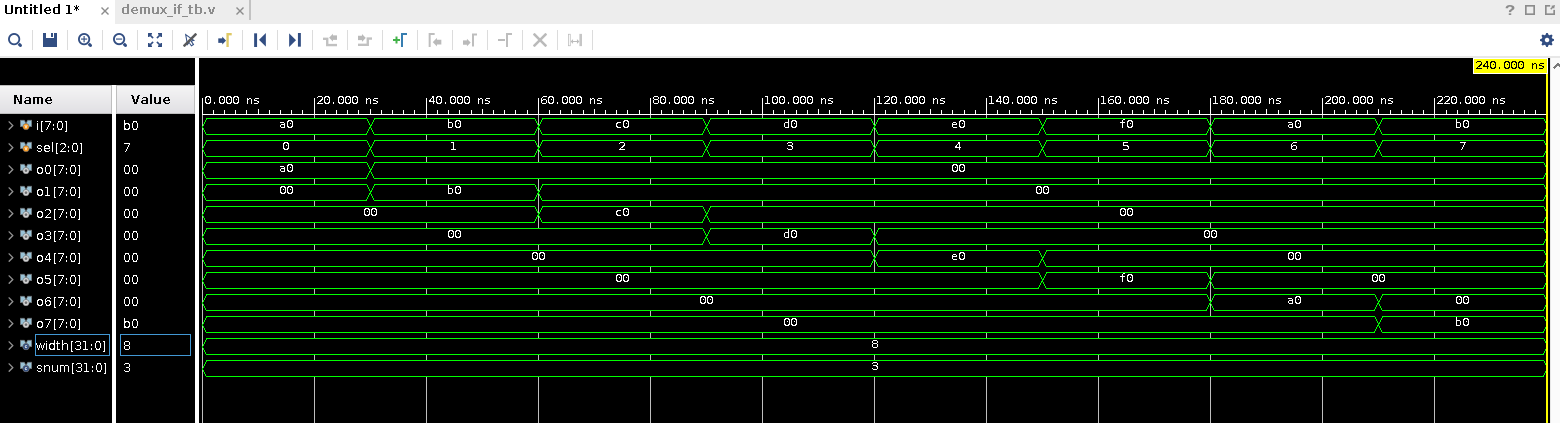 Untitled 1* × demux_if_tb.v ×
240.000 ns
Name Value 0.000 ns 20.000 ns 40.000 ns 60.000 ns 80.000 ns 100.000 ns 120.000 ns 140.000 ns 160.000 ns 180.000 ns 200.000 ns 220.000 ns
i[7:0] b0 a0 b0 c0 d0 e0 f0 a0 b0
sel[2:0] 7 0 1 2 3 4 5 6 7
o0[7:0] 00 a0 00
o1[7:0] 00 00 b0 00
o2[7:0] 00 00 c0 00
o3[7:0] 00 00 d0 00
o4[7:0] 00 00 e0 00
o5[7:0] 00 00 f0 00
o6[7:0] 00 00 a0 00
o7[7:0] b0 00 b0
width[31:0] 8 8
snum[31:0] 3 3